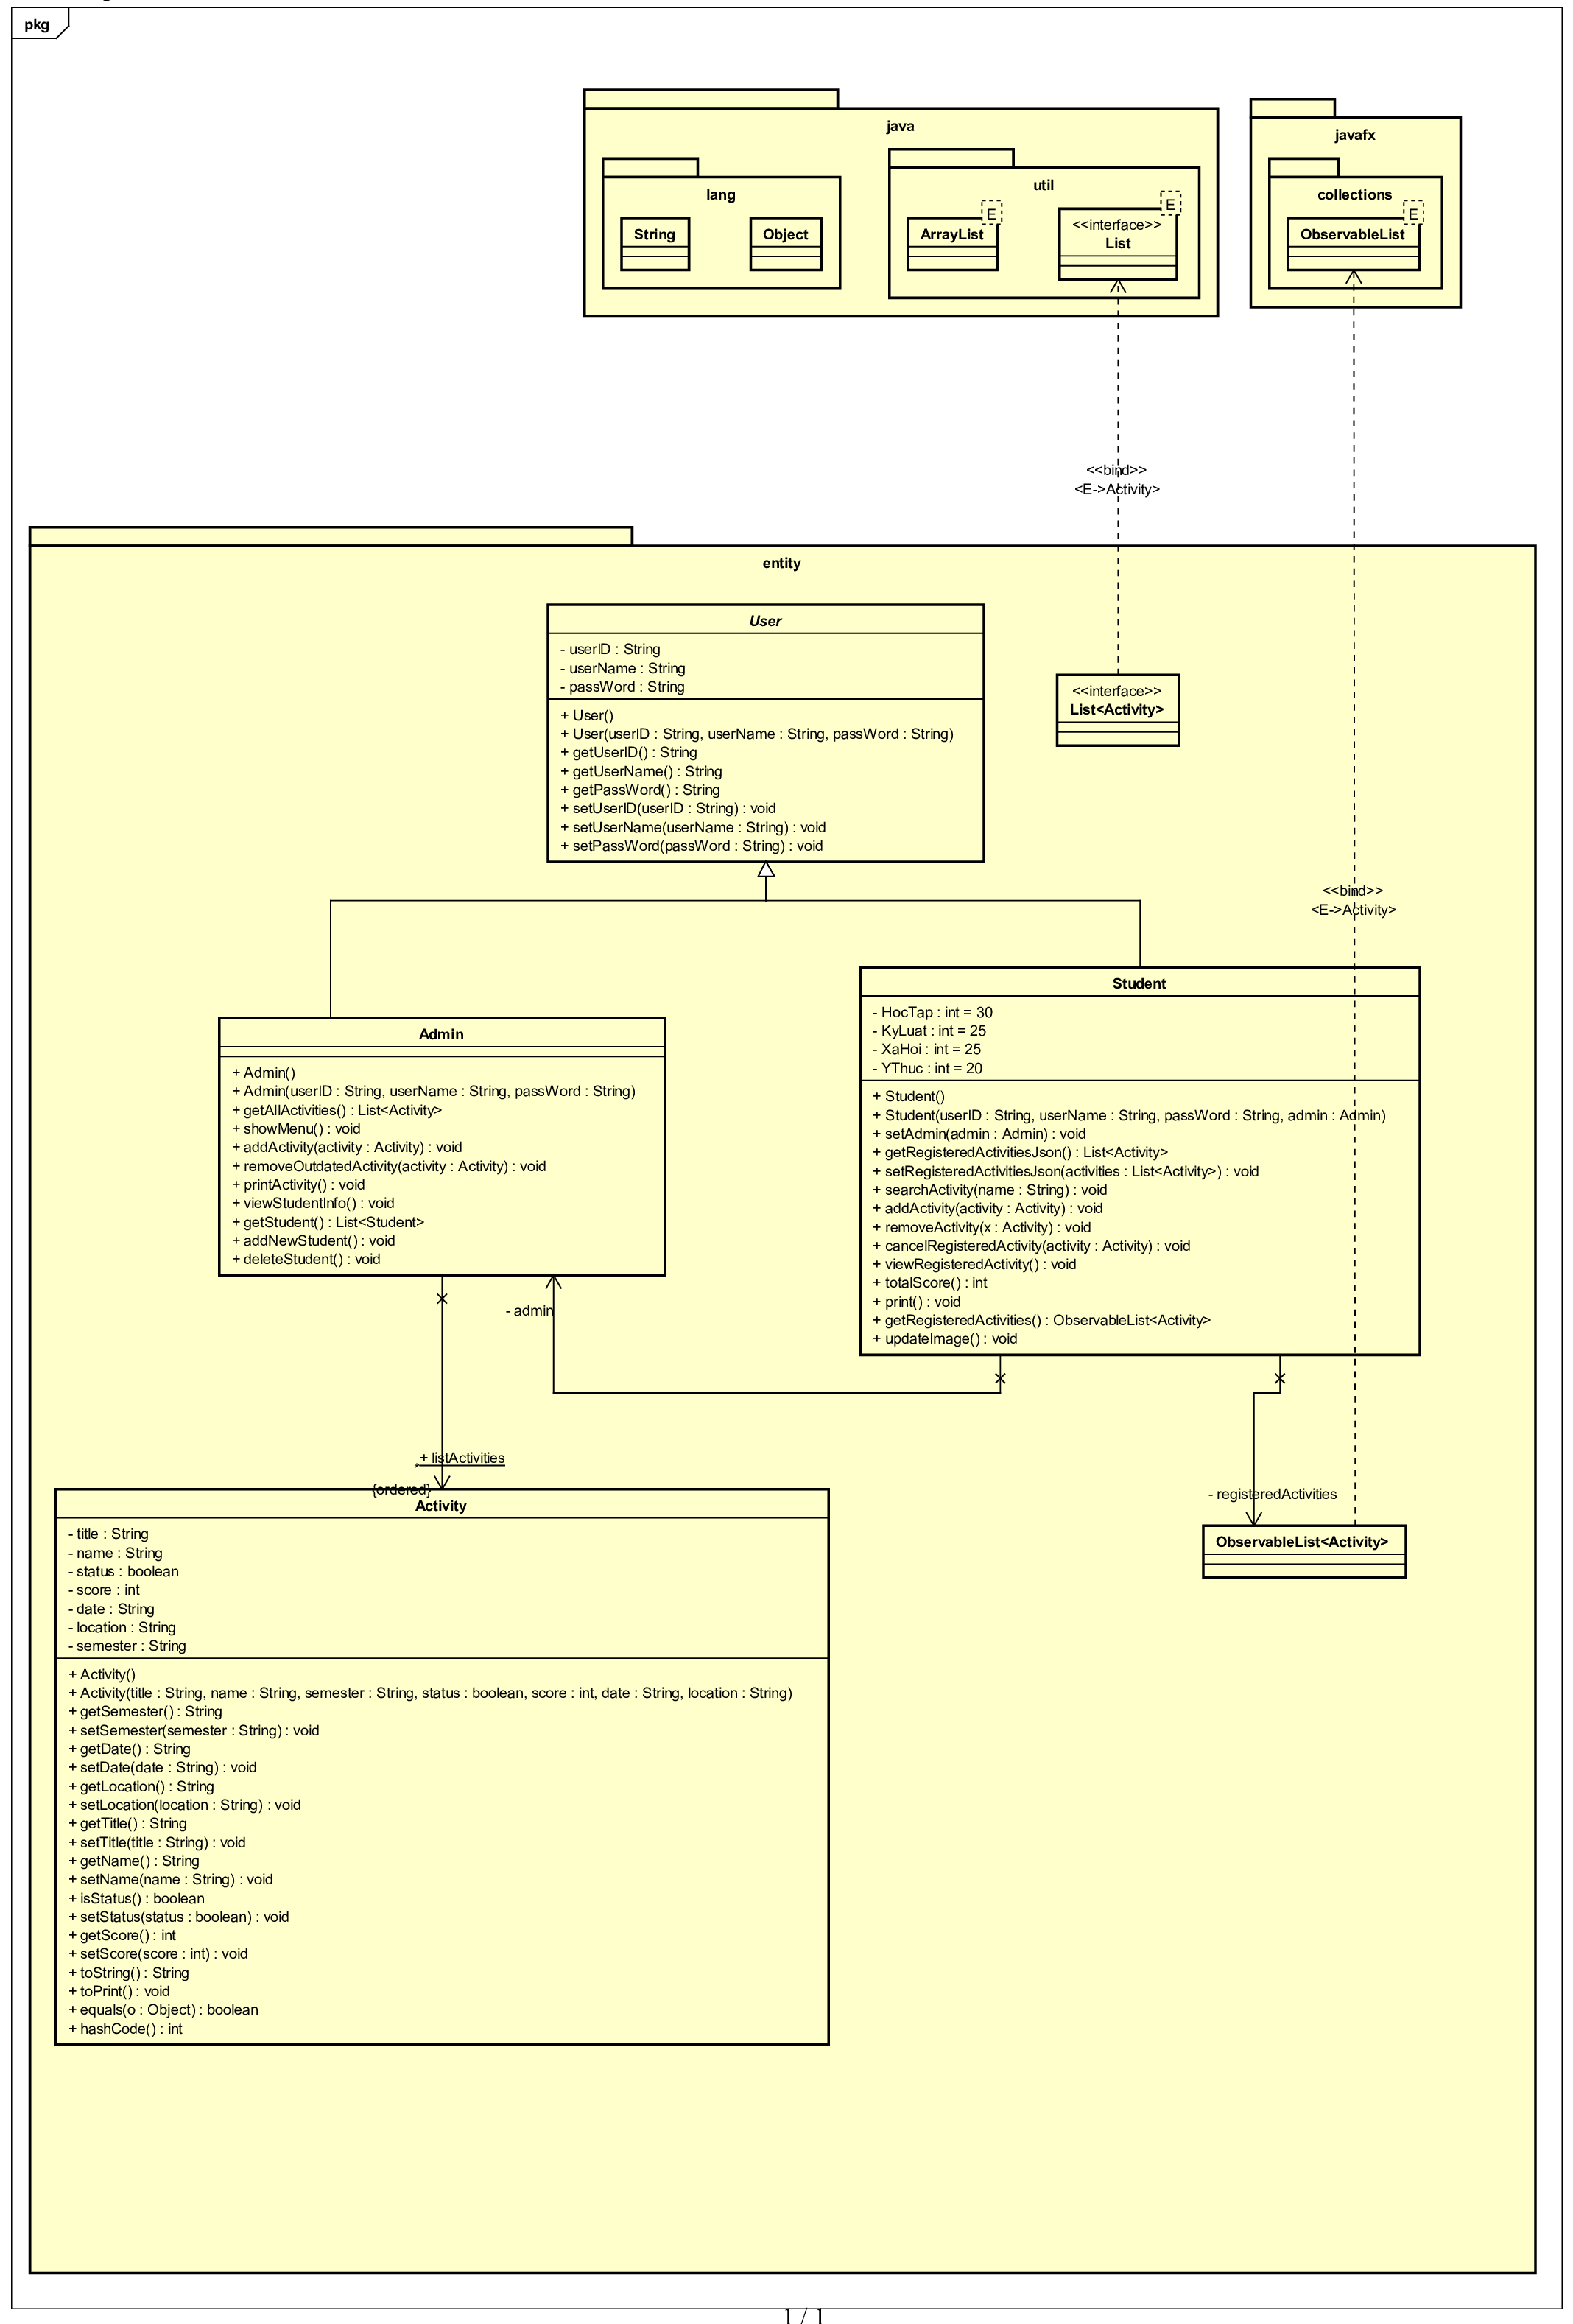 pkg
java
lang
String
Object
util
E
ArrayList
E
<<interface>>
List
javafx
collections
E
ObservableList
<<bind>>
<E->Activity>
entity
User
- userID : String
- userName : String
- passWord : String
+ User()
+ User(userID : String, userName : String, passWord : String)
+ getUserID() : String
+ getUserName() : String
+ getPassWord() : String
+ setUserID(userID : String) : void
+ setUserName(userName : String) : void
+ setPassWord(passWord : String) : void
<<interface>>
List<Activity>
<<bind>>
<E->Activity>
Admin
+ Admin()
+ Admin(userID : String, userName : String, passWord : String)
+ getAllActivities() : List<Activity>
+ showMenu() : void
+ addActivity(activity : Activity) : void
+ removeOutdatedActivity(activity : Activity) : void
+ printActivity() : void
+ viewStudentInfo() : void
+ getStudent() : List<Student>
+ addNewStudent() : void
+ deleteStudent() : void
Student
- HocTap : int = 30
- KyLuat : int = 25
- XaHoi : int = 25
- YThuc : int = 20
+ Student()
+ Student(userID : String, userName : String, passWord : String, admin : Admin)
+ setAdmin(admin : Admin) : void
+ getRegisteredActivitiesJson() : List<Activity>
+ setRegisteredActivitiesJson(activities : List<Activity>) : void
+ searchActivity(name : String) : void
+ addActivity(activity : Activity) : void
+ removeActivity(x : Activity) : void
+ cancelRegisteredActivity(activity : Activity) : void
+ viewRegisteredActivity() : void
+ totalScore() : int
+ print() : void
+ getRegisteredActivities() : ObservableList<Activity>
+ updateImage() : void
- admin
+ listActivities
*
{ordered}
- registeredActivities
ObservableList<Activity>
Activity
- title : String
- name : String
- status : boolean
- score : int
- date : String
- location : String
- semester : String
+ Activity()
+ Activity(title : String, name : String, semester : String, status : boolean, score : int, date : String, location : String)
+ getSemester() : String
+ setSemester(semester : String) : void
+ getDate() : String
+ setDate(date : String) : void
+ getLocation() : String
+ setLocation(location : String) : void
+ getTitle() : String
+ setTitle(title : String) : void
+ getName() : String
+ setName(name : String) : void
+ isStatus() : boolean
+ setStatus(status : boolean) : void
+ getScore() : int
+ setScore(score : int) : void
+ toString() : String
+ toPrint() : void
+ equals(o : Object) : boolean
+ hashCode() : int